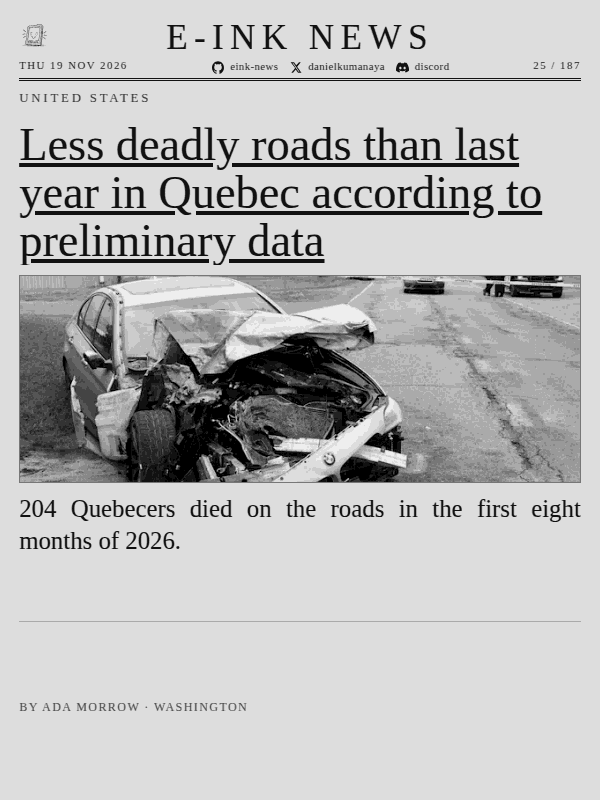 E-INK NEWS
THU 19 NOV 2026
eink-news danielkumanaya discord
25 / 187
UNITED STATES
Less deadly roads than last
year in Quebec according to
preliminary data
204 Quebecers died on the roads in the first eight
months of 2026.
BY ADA MORROW · WASHINGTON